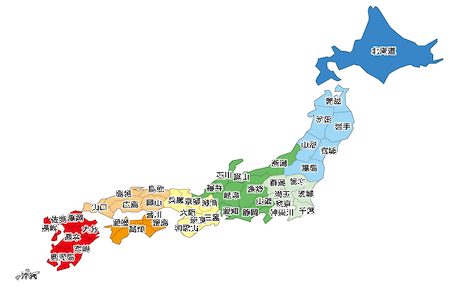 北海道
青森
秋田
岩手
山形
宮城
福島
新潟
石川
富山
群馬
栃木
福井
長野
埼玉
茨城
岐阜
東京
山梨
神奈川
千葉
愛知
静岡
鳥取
島根
岡山
広島
山口
兵庫
京都
滋賀
大阪
奈良
三重
和歌山
香川
徳島
愛媛
高知
福岡
佐賀
長崎
大分
熊本
宮崎
鹿児島
沖縄